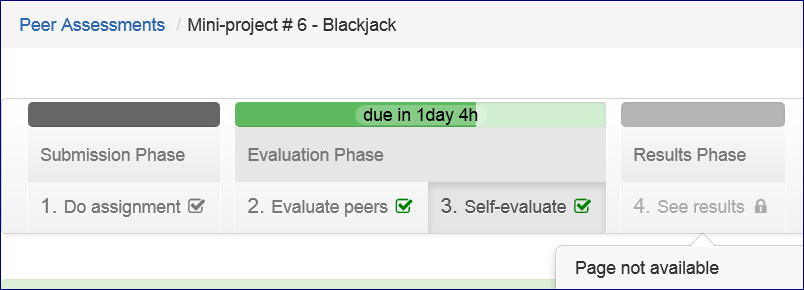 Peer Assessments / Mini-project # 6 - Blackjack
due in 1day 4h
Submission Phase Evaluation Phase Results Phase
1. Do assignment 2. Evaluate peers 3. Self-evaluate 4. See results
Page not available